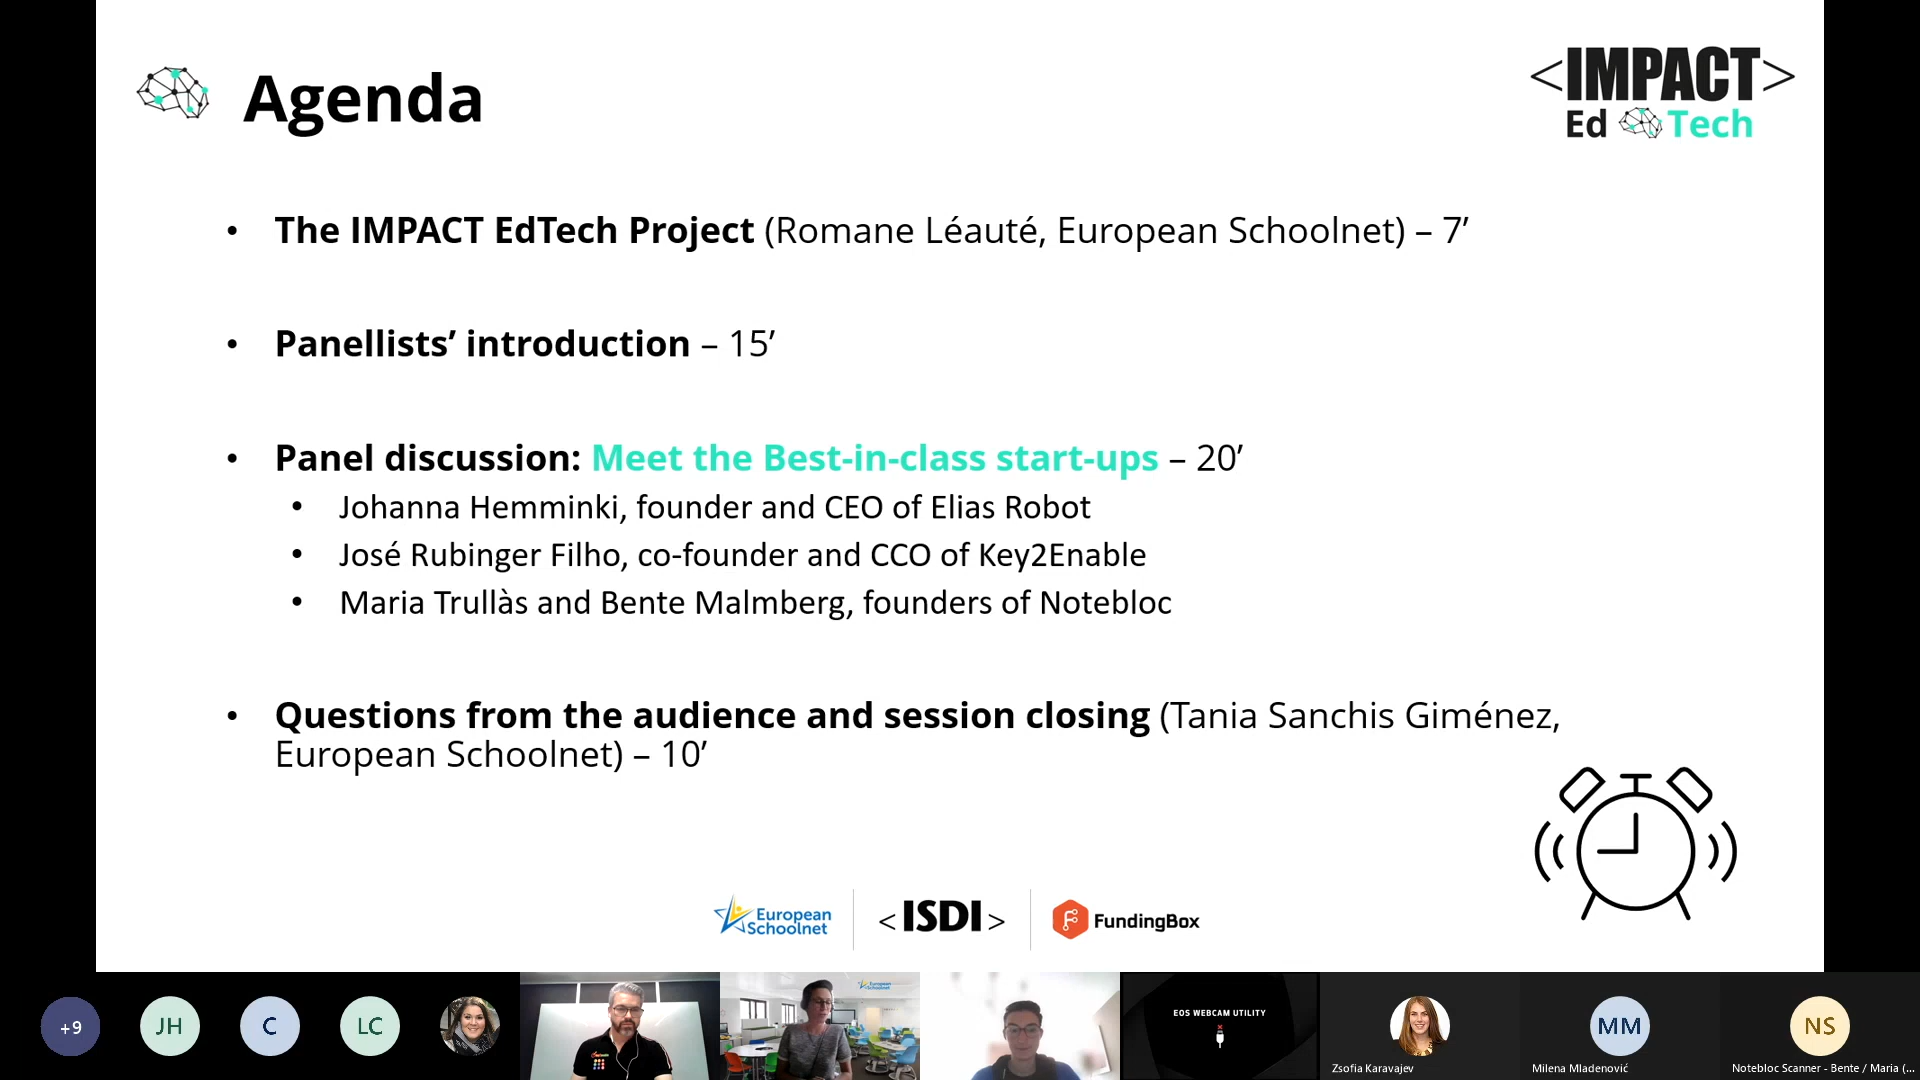 Agenda
<IMPACT>
Ed Tech
• The IMPACT EdTech Project (Romane Léauté, European Schoolnet) – 7’
• Panellists’ introduction – 15’
• Panel discussion: Meet the Best-in-class start-ups – 20’
• Johanna Hemminki, founder and CEO of Elias Robot
• José Rubinger Filho, co-founder and CCO of Key2Enable
• Maria Trullàs and Bente Malmberg, founders of Notebloc
• Questions from the audience and session closing (Tania Sanchis Giménez,
European Schoolnet) – 10’
European
Schoolnet
<ISDI>
FundingBox
+9
JH
C
LC
EOS WEBCAM UTILITY
Zsofia Karavajev
MM
Milena Mladenović
NS
Notebloc Scanner - Bente / Maria (...